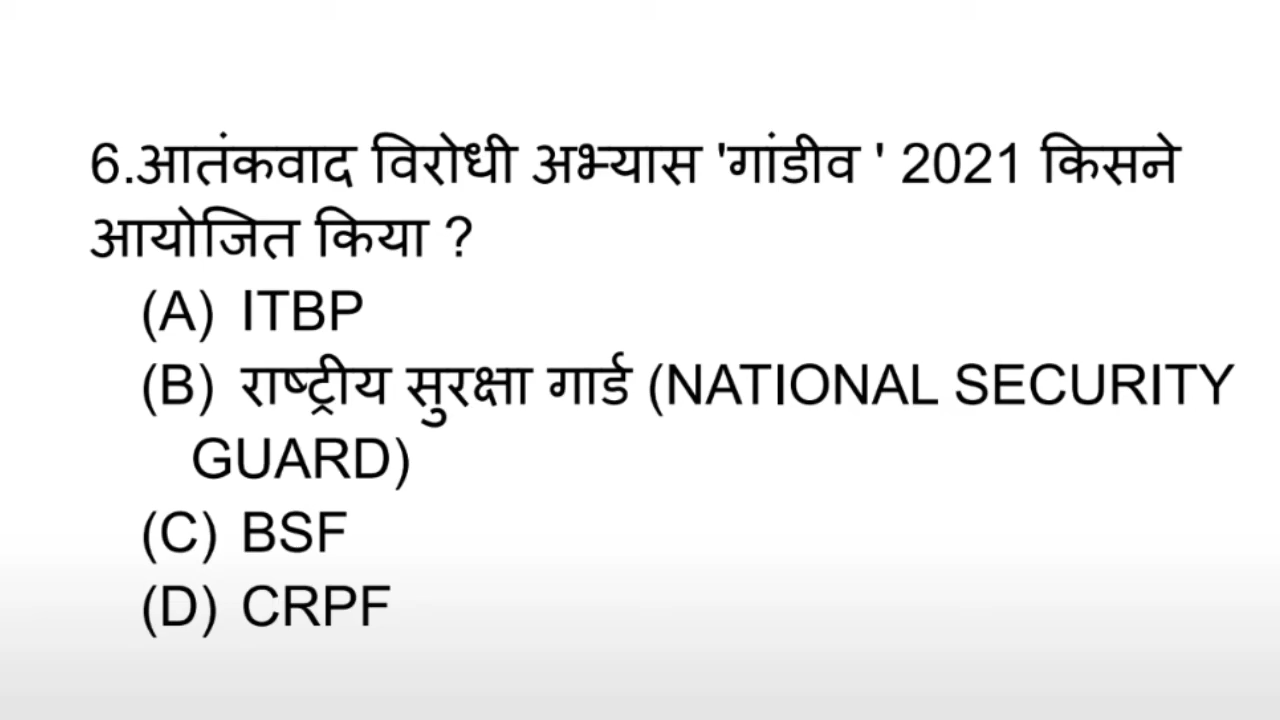 6.आतंकवाद विरोधी अभ्यास 'गांडीव ' 2021 किसने
आयोजित किया ?
(A) ITBP
(B) राष्ट्रीय सुरक्षा गार्ड (NATIONAL SECURITY
GUARD)
(C) BSF
(D) CRPF